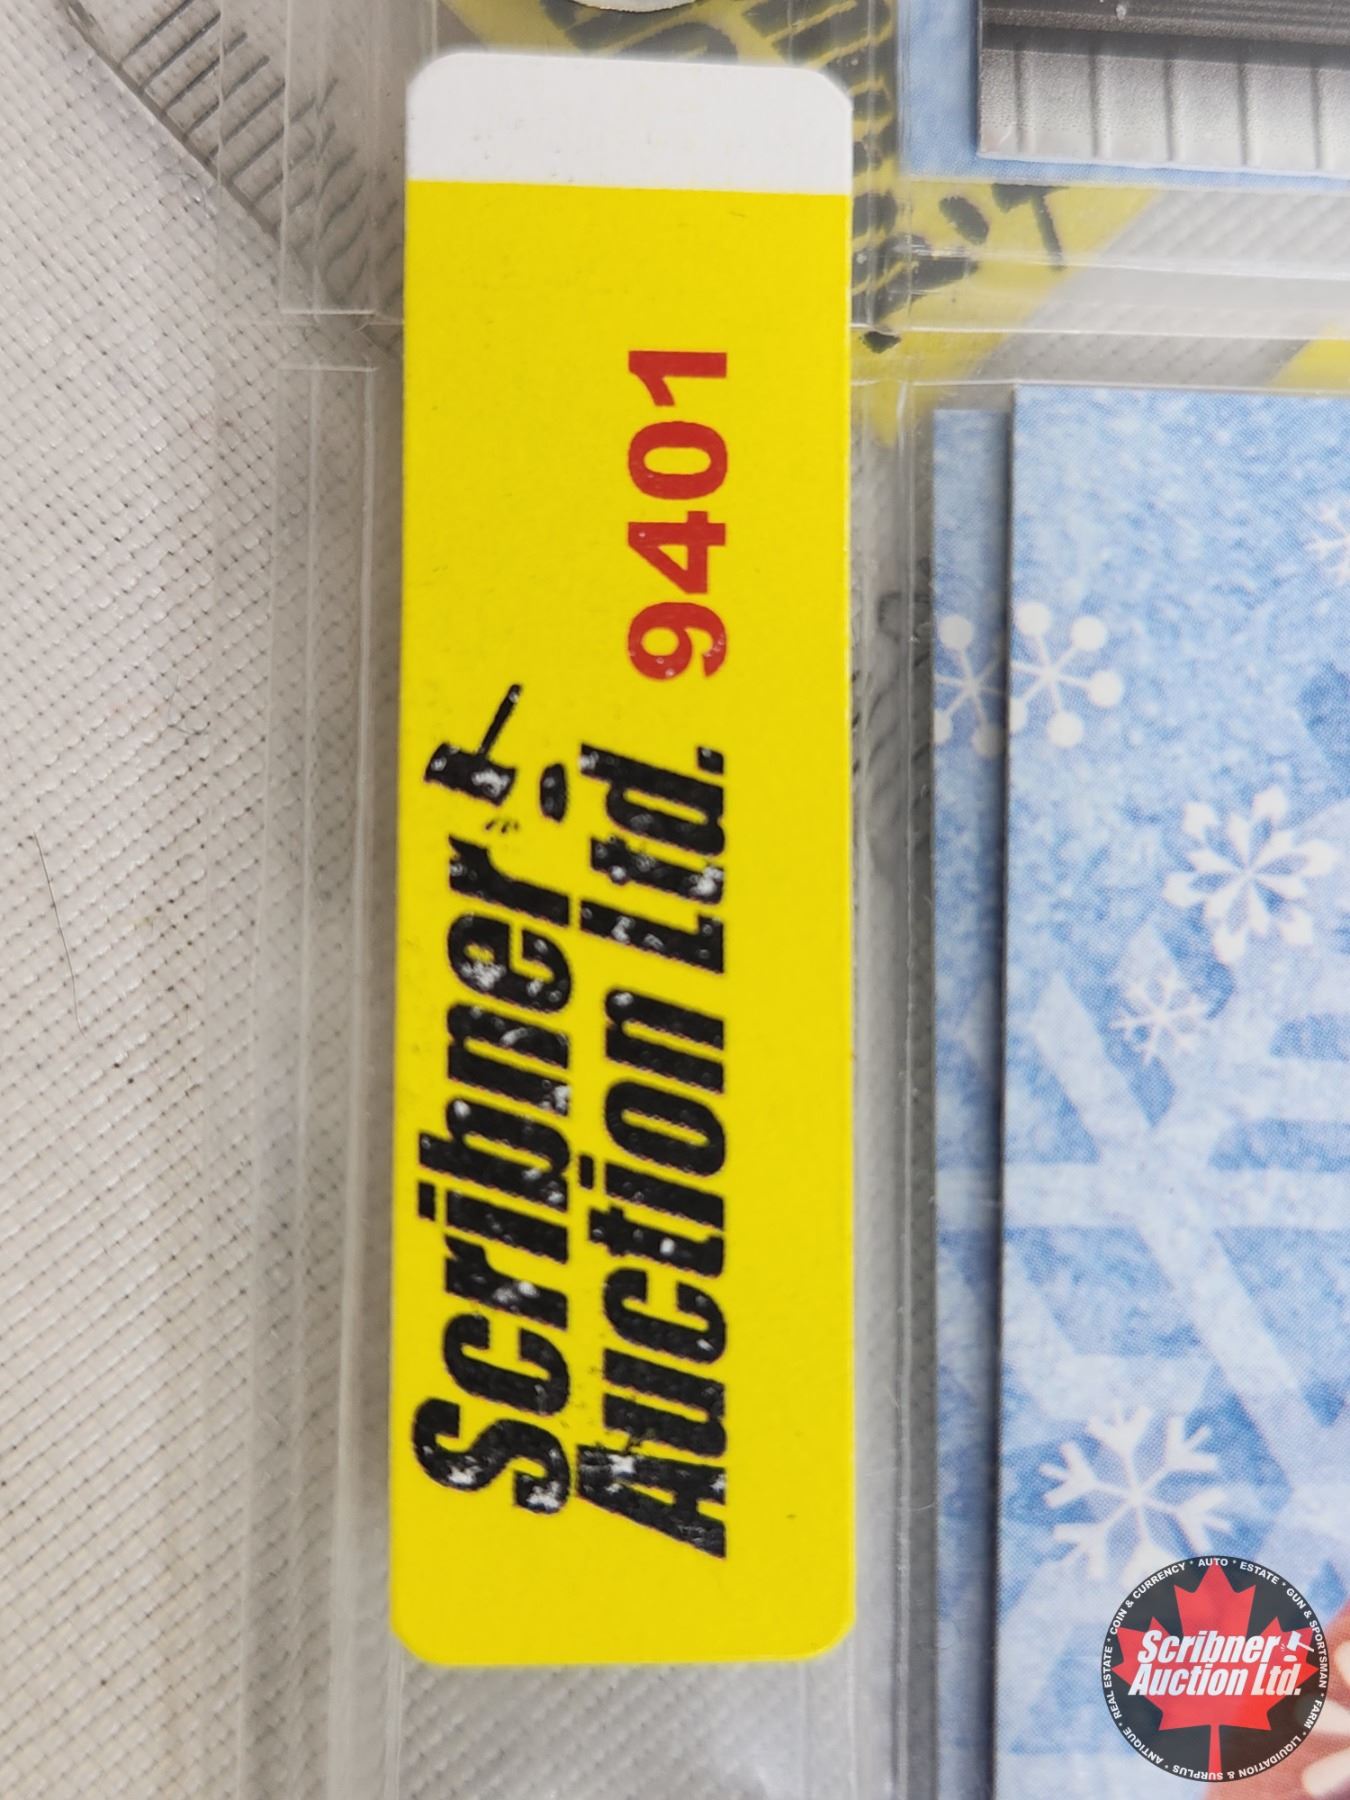 Scribner
Auction Ltd. 9401
COIN & CURRENCY * AUTO * ESTATE * GUN & SPORTSMAN * FARM * LIQUIDATION & SURPLUS * ANTIQUE * REAL ESTATE *
Scribner
Auction Ltd.